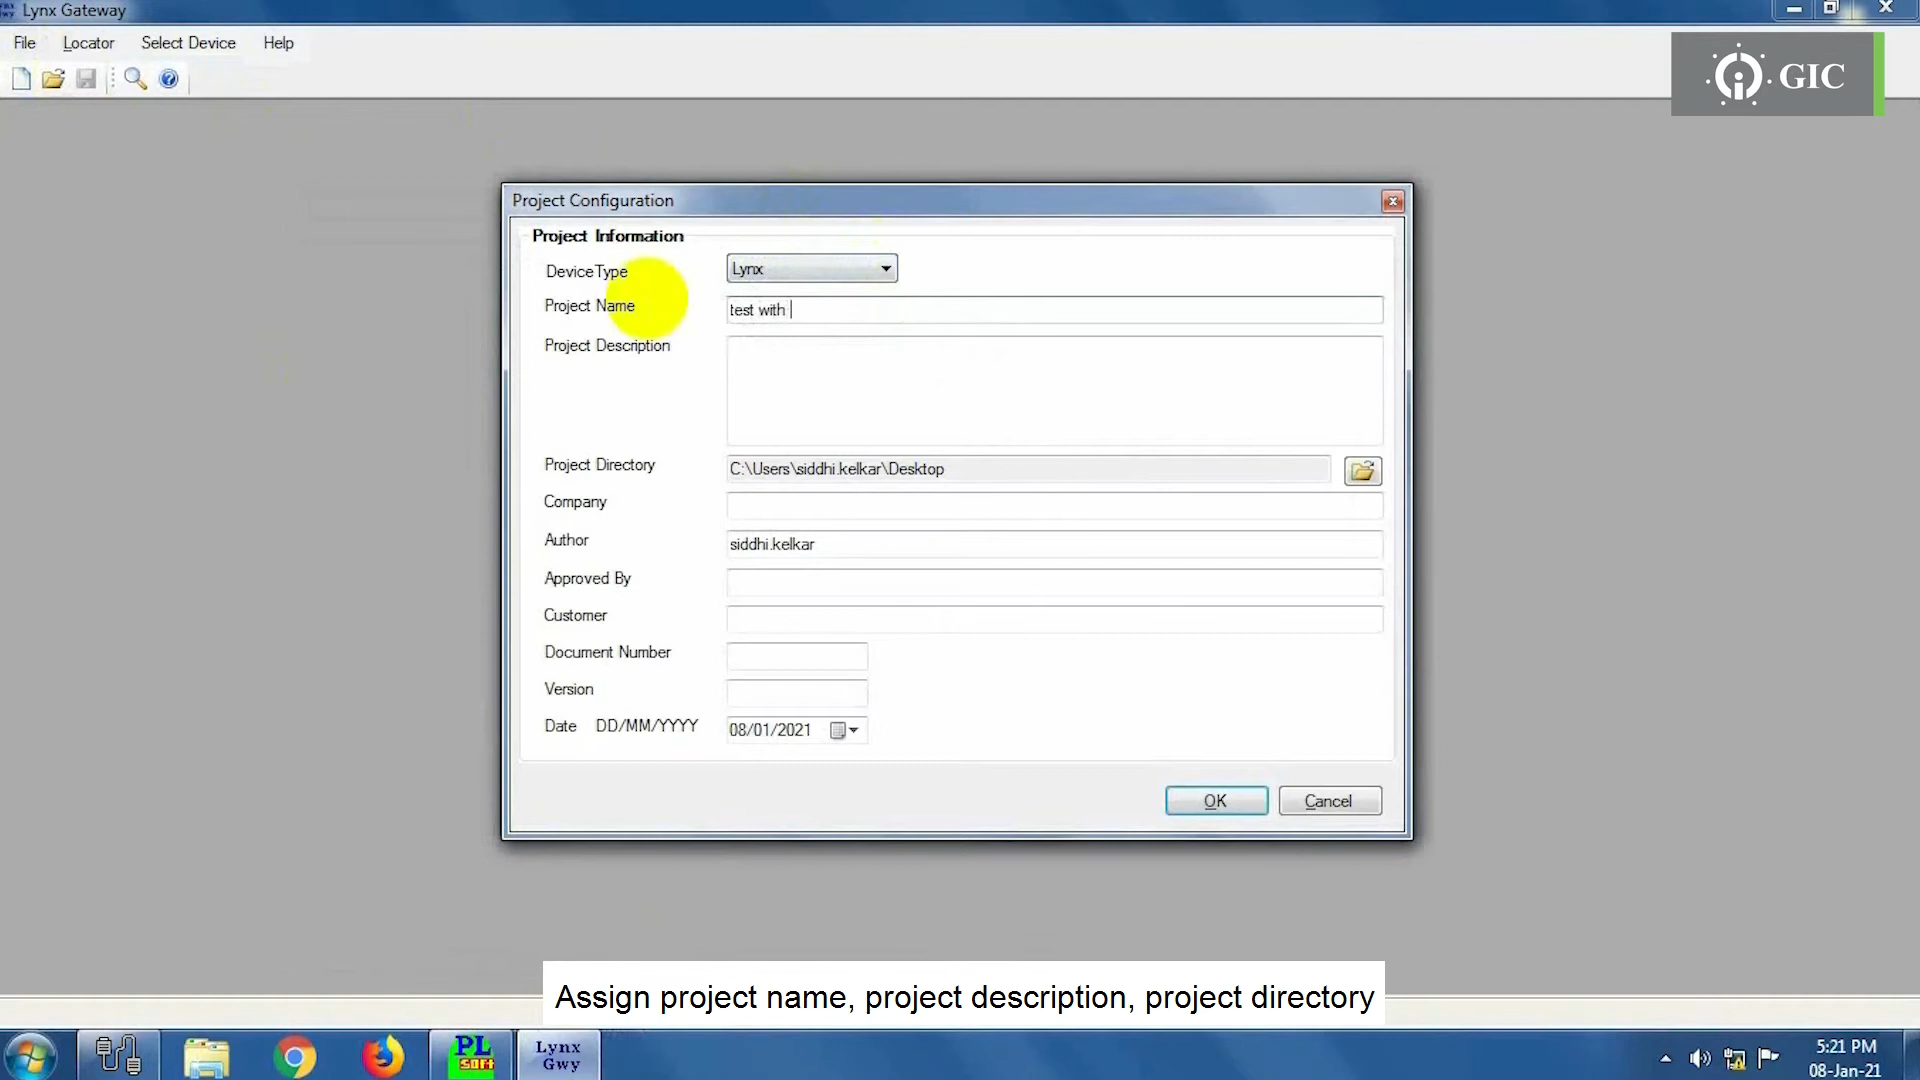 Lynx Gateway
File Locator Select Device Help
GIC
Project Configuration
Project Information
Device Type Lynx
Project Name test with
Project Description
Project Directory C:\Users\siddhi.kelkar\Desktop
Company
Author siddhi.kelkar
Approved By
Customer
Document Number
Version
Date DD/MM/YYYY 08/01/2021
OK Cancel
Assign project name, project description, project directory
PL
SOFT
Lynx
Gwy
5:21 PM
08-Jan-21